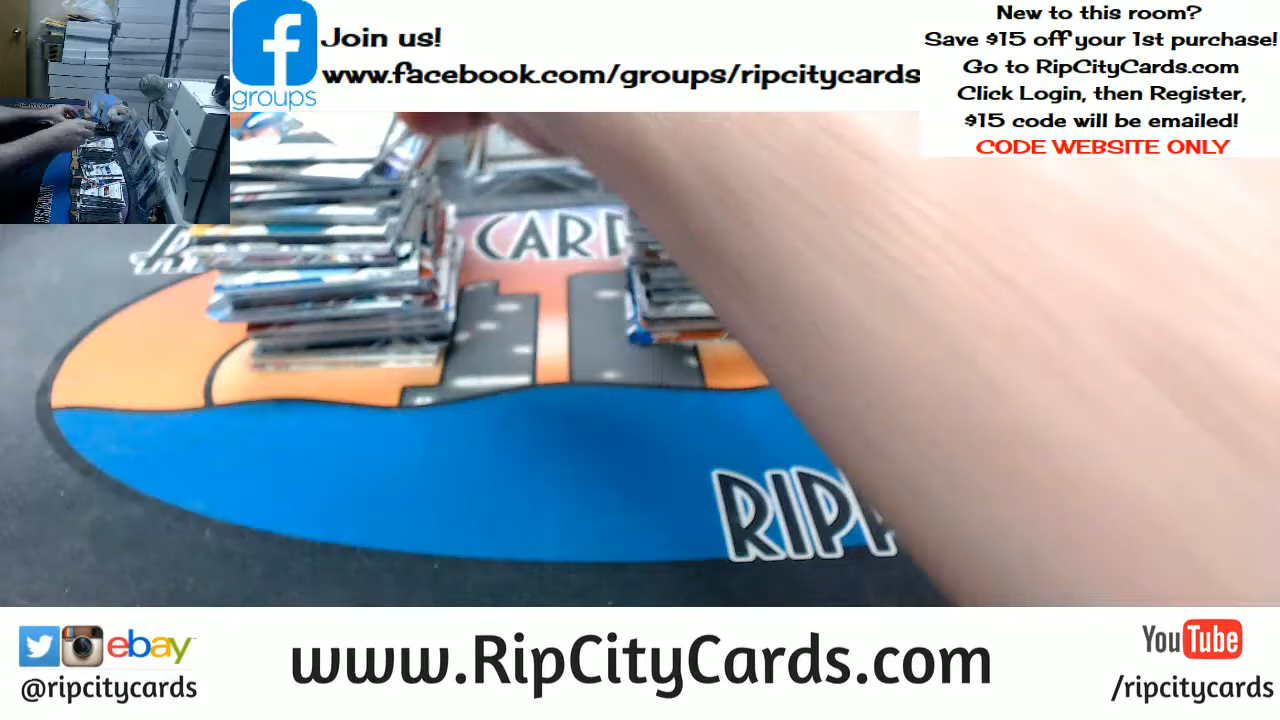 groups
Join us!
www.facebook.com/groups/ripcitycards
New to this room?
Save $15 off your 1st purchase!
Go to RipCityCards.com
Click Login, then Register,
$15 code will be emailed!
CODE WEBSITE ONLY
CARD
RIPP
ebay
@ripcitycards
www.RipCityCards.com
YouTube
/ripcitycards